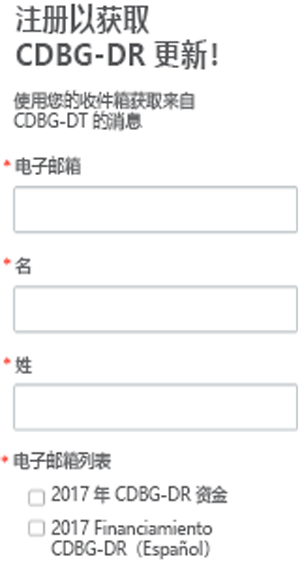 注册以获取
CDBG-DR 更新!
使用您的收件箱获取来自
CDBG-DT 的消息
* 电子邮箱
* 名
* 姓
* 电子邮箱列表
2017 年 CDBG-DR 资金
2017 Financiamiento
CDBG-DR（Español）